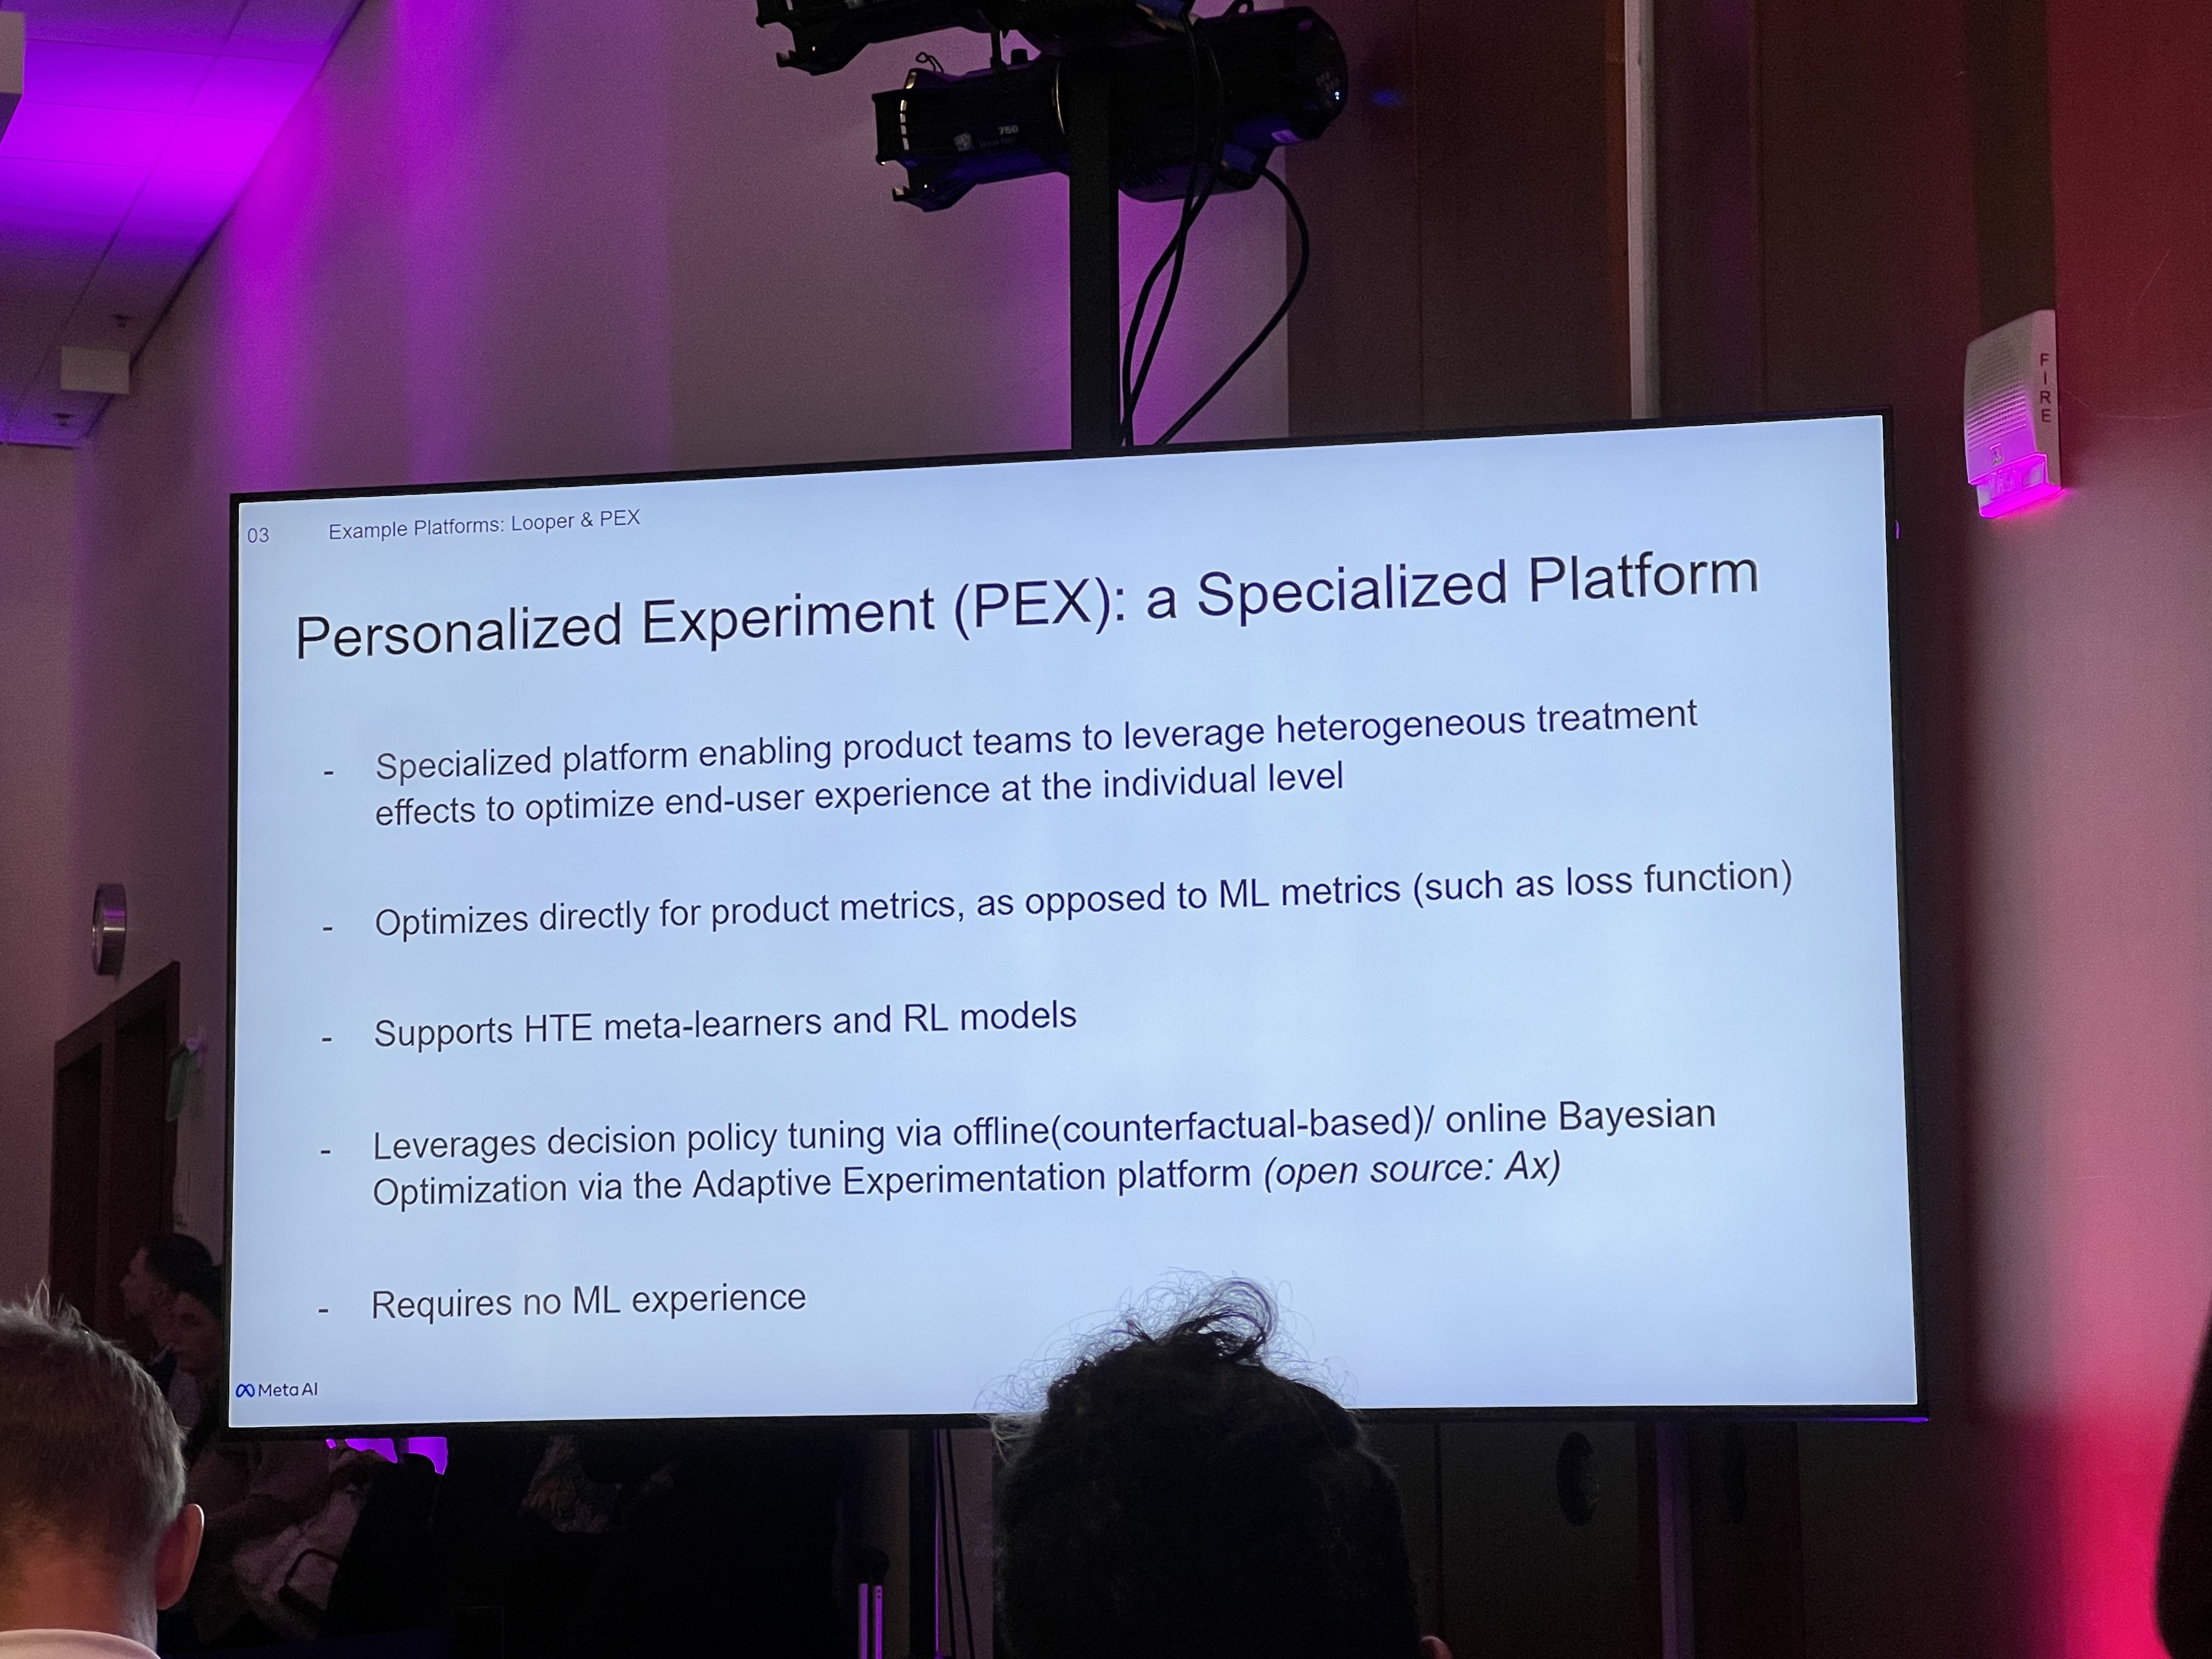 750
FIRE
03 Example Platforms: Looper & PEX
Personalized Experiment (PEX): a Specialized Platform
- Specialized platform enabling product teams to leverage heterogeneous treatment
effects to optimize end-user experience at the individual level
- Optimizes directly for product metrics, as opposed to ML metrics (such as loss function)
- Supports HTE meta-learners and RL models
- Leverages decision policy tuning via offline(counterfactual-based)/ online Bayesian
Optimization via the Adaptive Experimentation platform (open source: Ax)
- Requires no ML experience
Meta AI